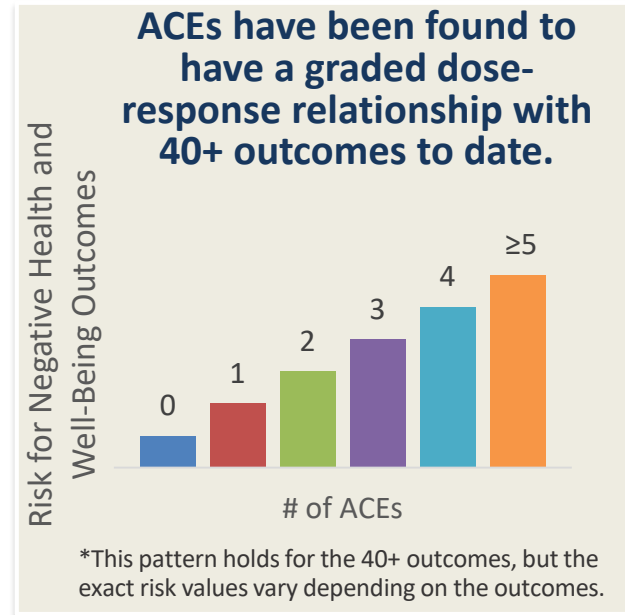 ACEs have been found to
have a graded dose-
response relationship with
40+ outcomes to date.
Risk for Negative Health and
Well-Being Outcomes
0
1
2
3
4
≥5
# of ACEs
*This pattern holds for the 40+ outcomes, but the
exact risk values vary depending on the outcomes.